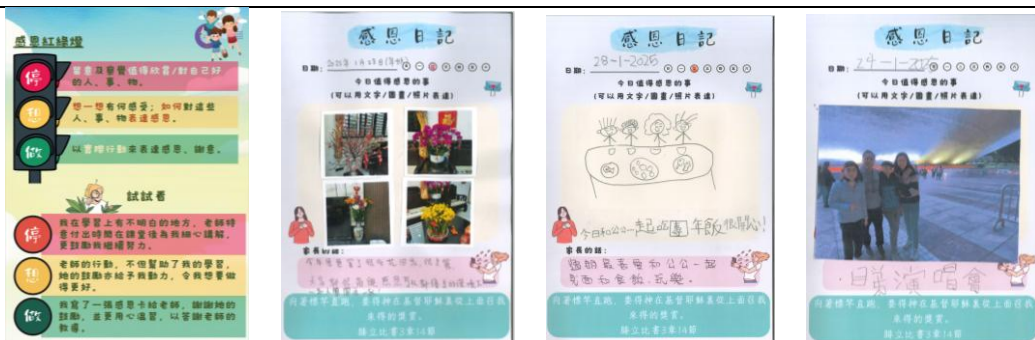 感恩紅綠燈
停
留意及察覺值得欣賞/對自己好
的人、事、物。
想
想一想有何感受;如何對這些
人、事、物表達感恩。
做
以實際行動來表達感恩、謝意。
試試看
停
我在學習上有不明白的地方,老師特
意付出時間在課堂後為我細心講解,
更鼓勵我繼續努力。
想
老師的行動,不但幫助了我的學習,
她的鼓勵亦給予我動力,令我想要做
得更好。
做
我寫了一張感恩卡給老師,謝謝她的
鼓勵,並更用心溫習,以答謝老師的
教導。
感恩日記
日期:
今日值得感恩的事
(可以用文字/圖畫/照片表達)
家長的話:
向著標竿直跑,要得神在基督耶穌裏從上面召我
來得的獎賞。
腓立比書3章14節
感恩日記
日期: 28-1-2025
今日值得感恩的事
(可以用文字/圖畫/照片表達)
今日和公公一起吃團年飯很開心!
家長的話:
向著標竿直跑,要得神在基督耶穌裏從上面召我
來得的獎賞。
腓立比書3章14節
感恩日記
日期:
今日值得感恩的事
(可以用文字/圖畫/照片表達)
演唱會
向著標竿直跑,要得神在基督耶穌裏從上面召我
來得的獎賞。
腓立比書3章14節